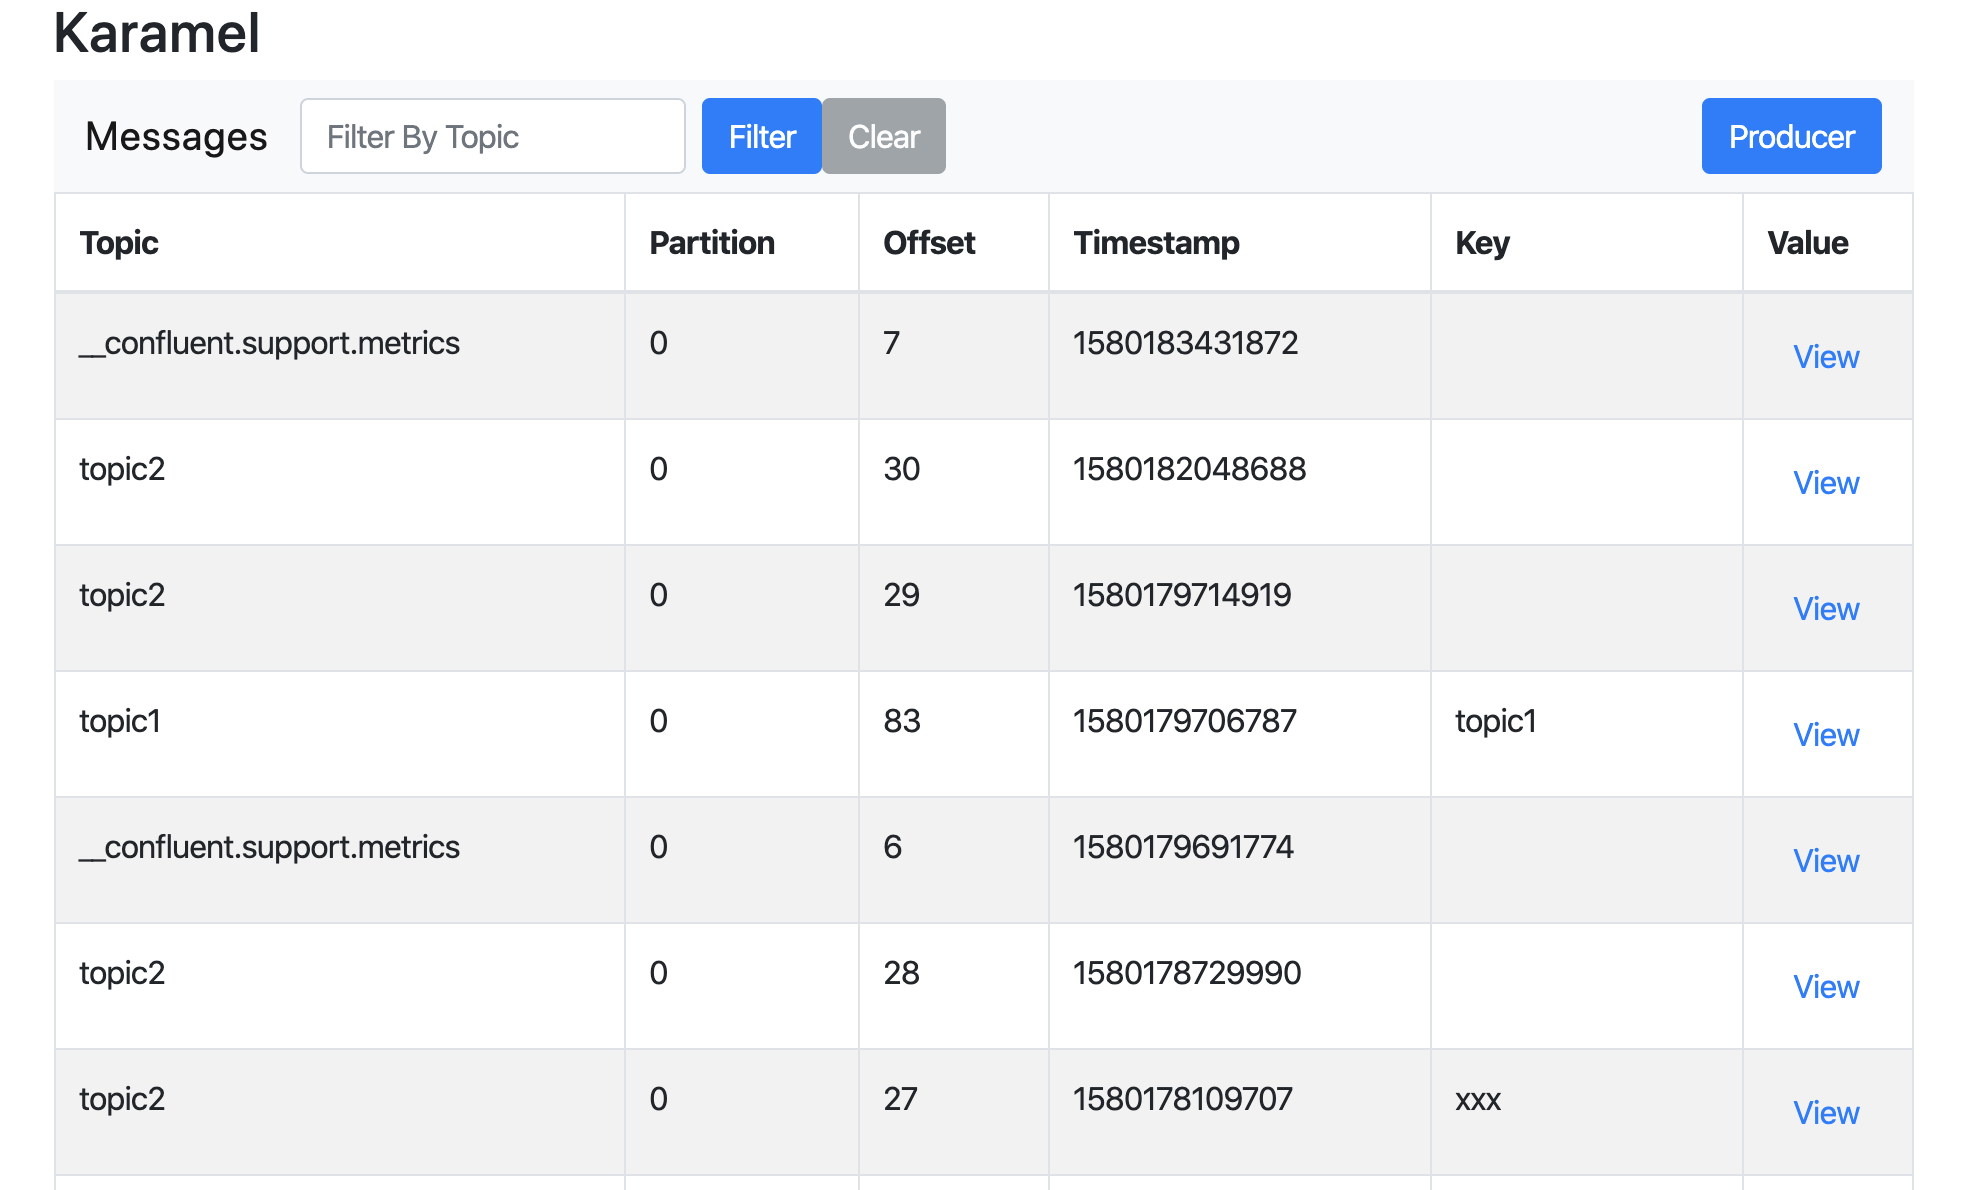 Karamel
Messages Filter By Topic Filter Clear Producer
Topic Partition Offset Timestamp Key Value
__confluent.support.metrics 0 7 1580183431872 View
topic2 0 30 1580182048688 View
topic2 0 29 1580179714919 View
topic1 0 83 1580179706787 topic1 View
__confluent.support.metrics 0 6 1580179691774 View
topic2 0 28 1580178729990 View
topic2 0 27 1580178109707 xxx View